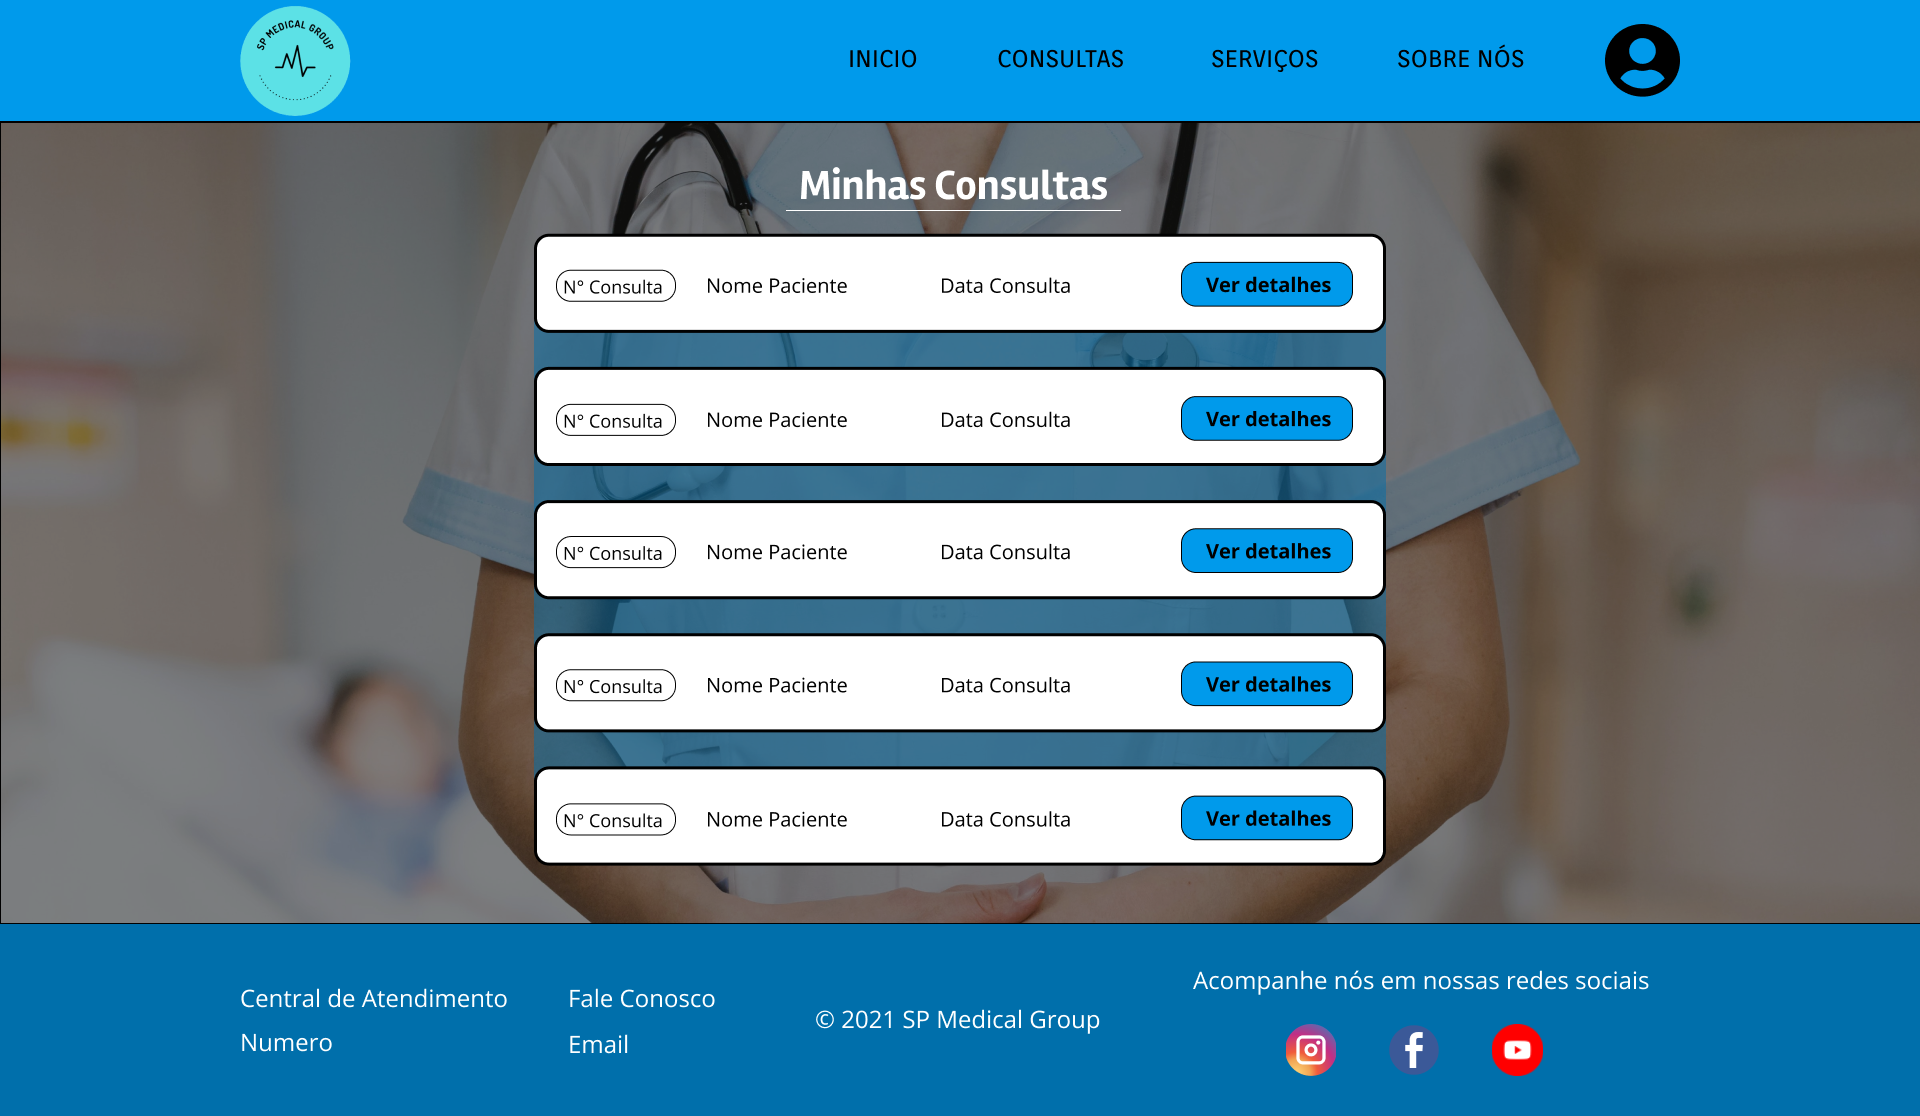 SP MEDICAL GROUP
INICIO CONSULTAS SERVIÇOS SOBRE NÓS
Minhas Consultas
N° Consulta Nome Paciente Data Consulta Ver detalhes
N° Consulta Nome Paciente Data Consulta Ver detalhes
N° Consulta Nome Paciente Data Consulta Ver detalhes
N° Consulta Nome Paciente Data Consulta Ver detalhes
N° Consulta Nome Paciente Data Consulta Ver detalhes
Central de Atendimento
Numero
Fale Conosco
Email
© 2021 SP Medical Group
Acompanhe nós em nossas redes sociais